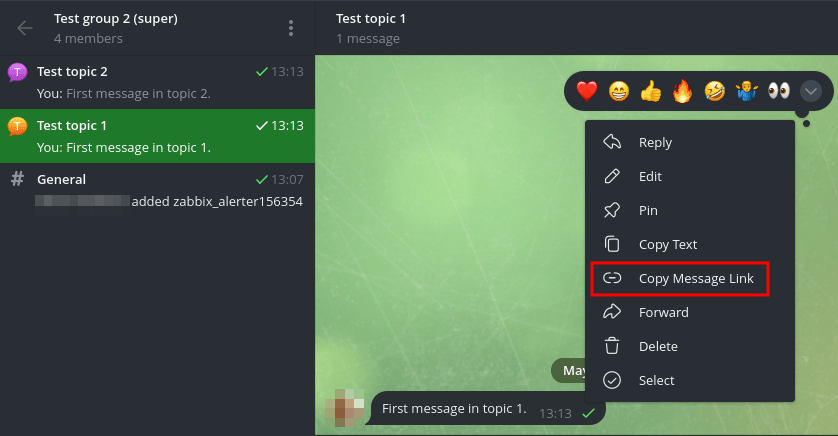 Test group 2 (super)
4 members
T
Test topic 2
13:13
You: First message in topic 2.
T
Test topic 1
13:13
You: First message in topic 1.
# General
13:07
added zabbix_alerter156354
Test topic 1
1 message
Reply
Edit
Pin
Copy Text
Copy Message Link
Forward
Delete
Select
May
First message in topic 1. 13:13